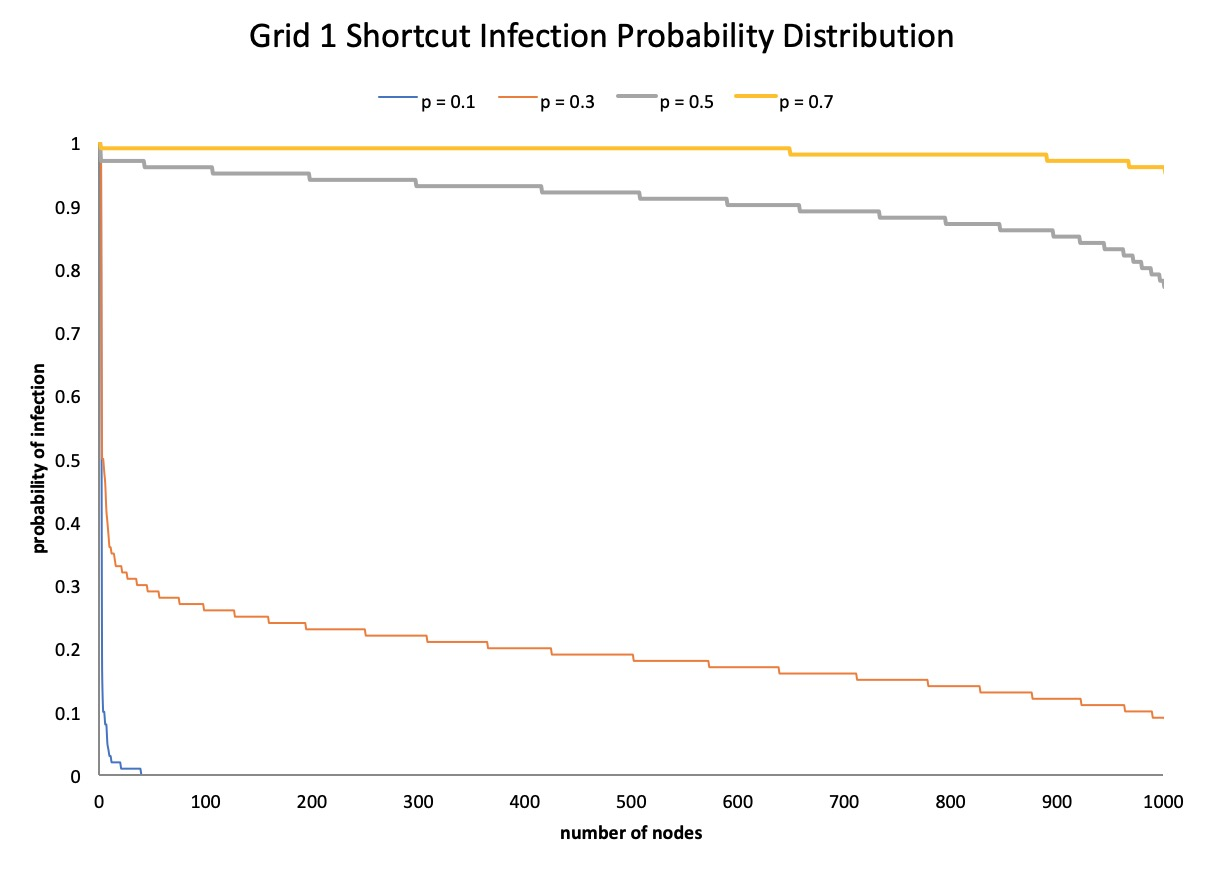 Grid 1 Shortcut Infection Probability Distribution
p = 0.1 p = 0.3 p = 0.5 p = 0.7
1
0.9
0.8
0.7
0.6
0.5
0.4
0.3
0.2
0.1
0
probability of infection
0 100 200 300 400 500 600 700 800 900 1000
number of nodes